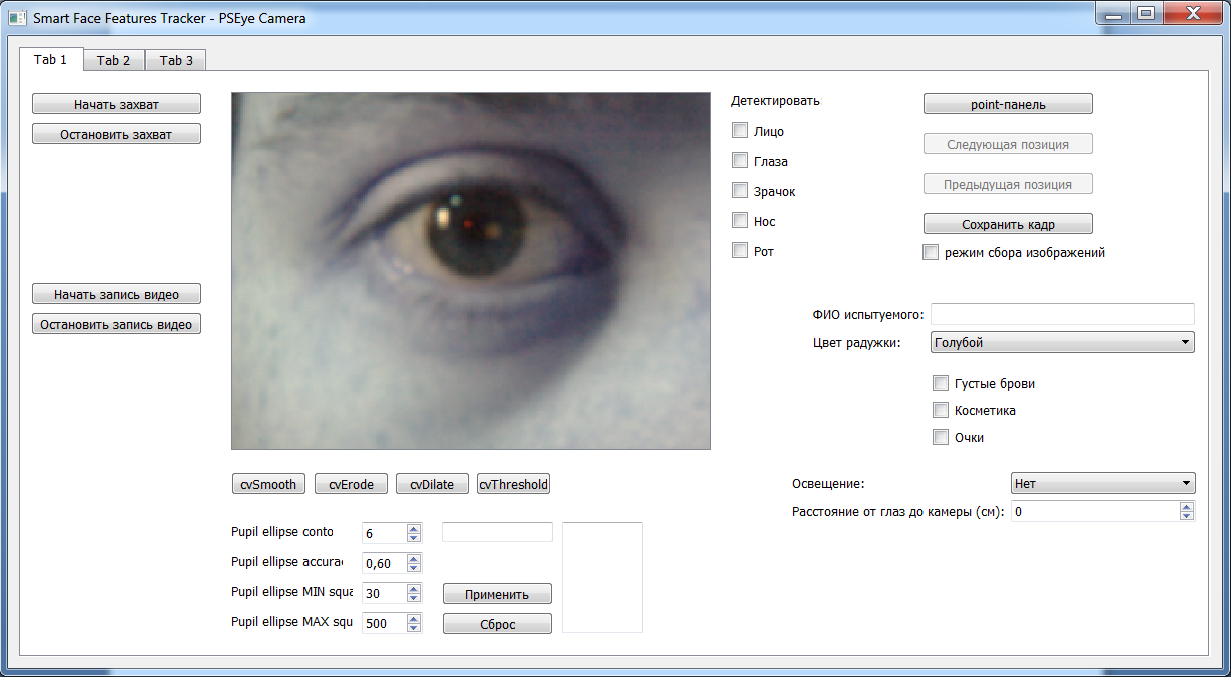 Smart Face Features Tracker - PSEye Camera
Tab 1 Tab 2 Tab 3
Начать захват
Остановить захват
Начать запись видео
Остановить запись видео
Детектировать
Лицо
Глаза
Зрачок
Нос
Рот
point-панель
Следующая позиция
Предыдущая позиция
Сохранить кадр
режим сбора изображений
ФИО испытуемого:
Цвет радужки: Голубой
Густые брови
Косметика
Очки
Освещение: Нет
Расстояние от глаз до камеры (см): 0
cvSmooth cvErode cvDilate cvThreshold
Pupil ellipse conto 6
Pupil ellipse accurac 0,60
Pupil ellipse MIN squa 30
Pupil ellipse MAX squ 500
Применить
Сброс